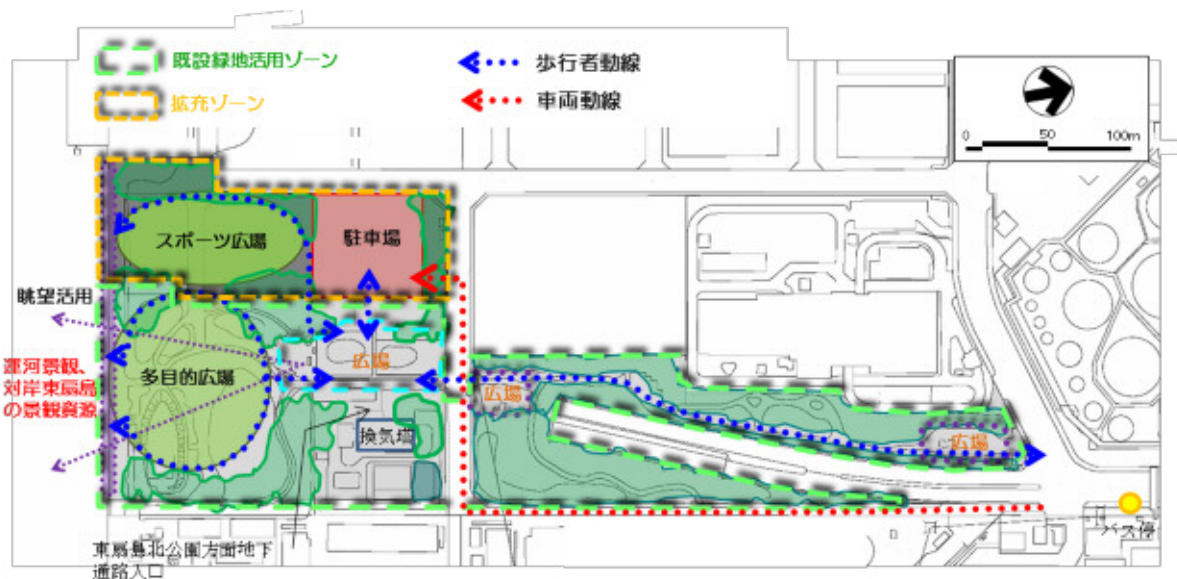 既設緑地活用ゾーン
拡充ゾーン
歩行者動線
車両動線
0 50 100m
スポーツ広場
駐車場
眺望活用
運河景観、
対岸東扇島
の景観資源
多目的広場
広場
広場
広場
換気塔
バス停
東扇島北公園方面地下
通路入口